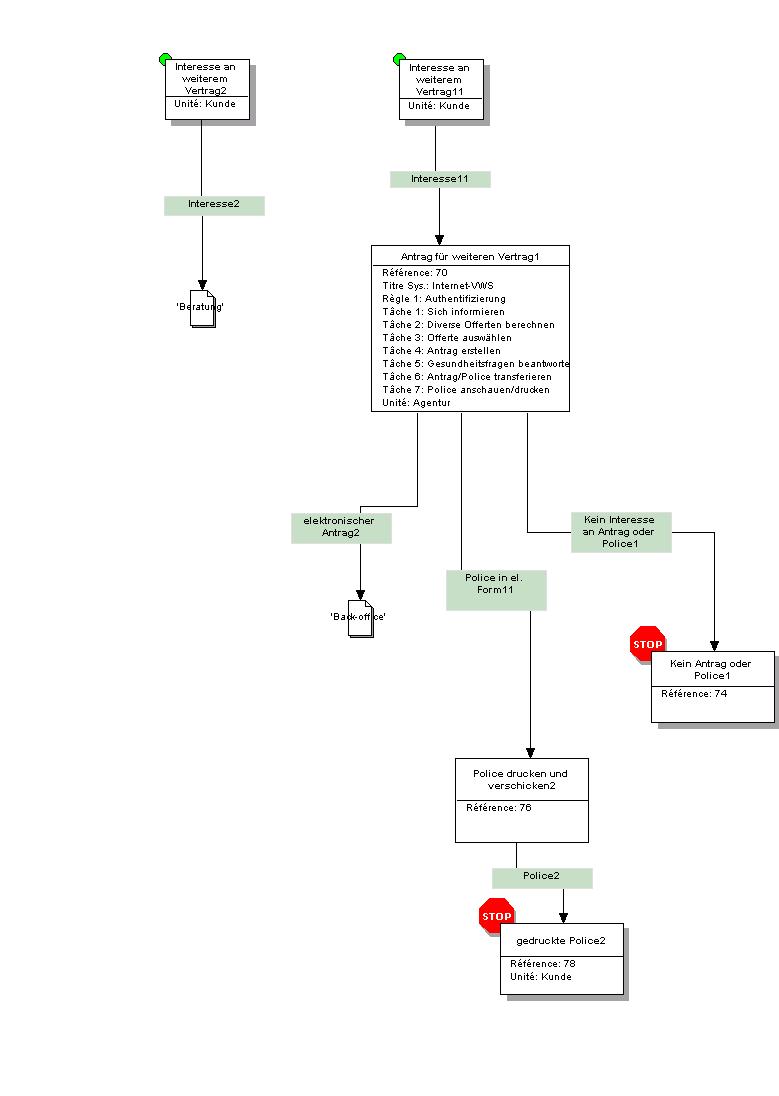 Interesse an
weiterem
Vertrag2
Unité: Kunde
Interesse an
weiterem
Vertrag11
Unité: Kunde
Interesse11
Interesse2
Antrag für weiteren Vertrag1
Référence: 70
Titre Sys.: Internet-VWS
Règle 1: Authentifizierung
Tâche 1: Sich informieren
Tâche 2: Diverse Offerten berechnen
Tâche 3: Offerte auswählen
Tâche 4: Antrag erstellen
Tâche 5: Gesundheitsfragen beantworte
Tâche 6: Antrag/Police transferieren
Tâche 7: Police anschauen/drucken
Unité: Agentur
'Beratung'
elektronischer
Antrag2
Kein Interesse
an Antrag oder
Police1
Police in el.
Form11
'Back-office'
STOP
Kein Antrag oder
Police1
Référence: 74
Police drucken und
verschicken2
Référence: 76
Police2
STOP
gedruckte Police2
Référence: 78
Unité: Kunde